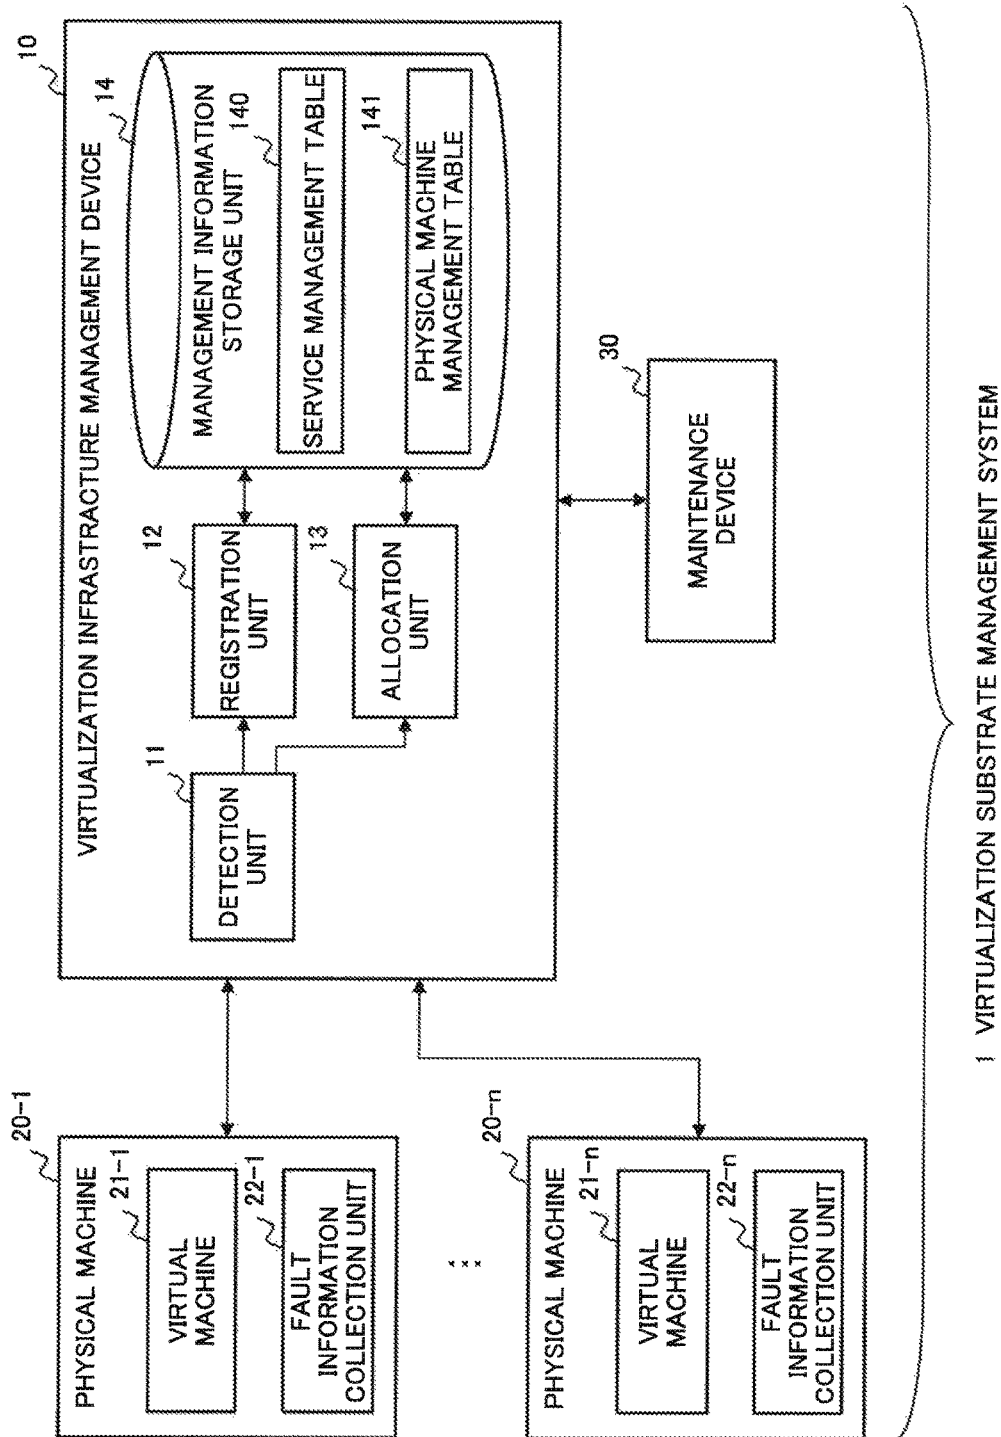 10
VIRTUALIZATION INFRASTRACTURE MANAGEMENT DEVICE
14
MANAGEMENT INFORMATION
STORAGE UNIT
140
SERVICE MANAGEMENT TABLE
141
PHYSICAL MACHINE
MANAGEMENT TABLE
11
DETECTION
UNIT
12
REGISTRATION
UNIT
13
ALLOCATION
UNIT
20-1
PHYSICAL MACHINE
21-1
VIRTUAL
MACHINE
22-1
FAULT
INFORMATION
COLLECTION UNIT
20-n
PHYSICAL MACHINE
21-n
VIRTUAL
MACHINE
22-n
FAULT
INFORMATION
COLLECTION UNIT
30
MAINTENANCE
DEVICE
1 VIRTUALIZATION SUBSTRATE MANAGEMENT SYSTEM